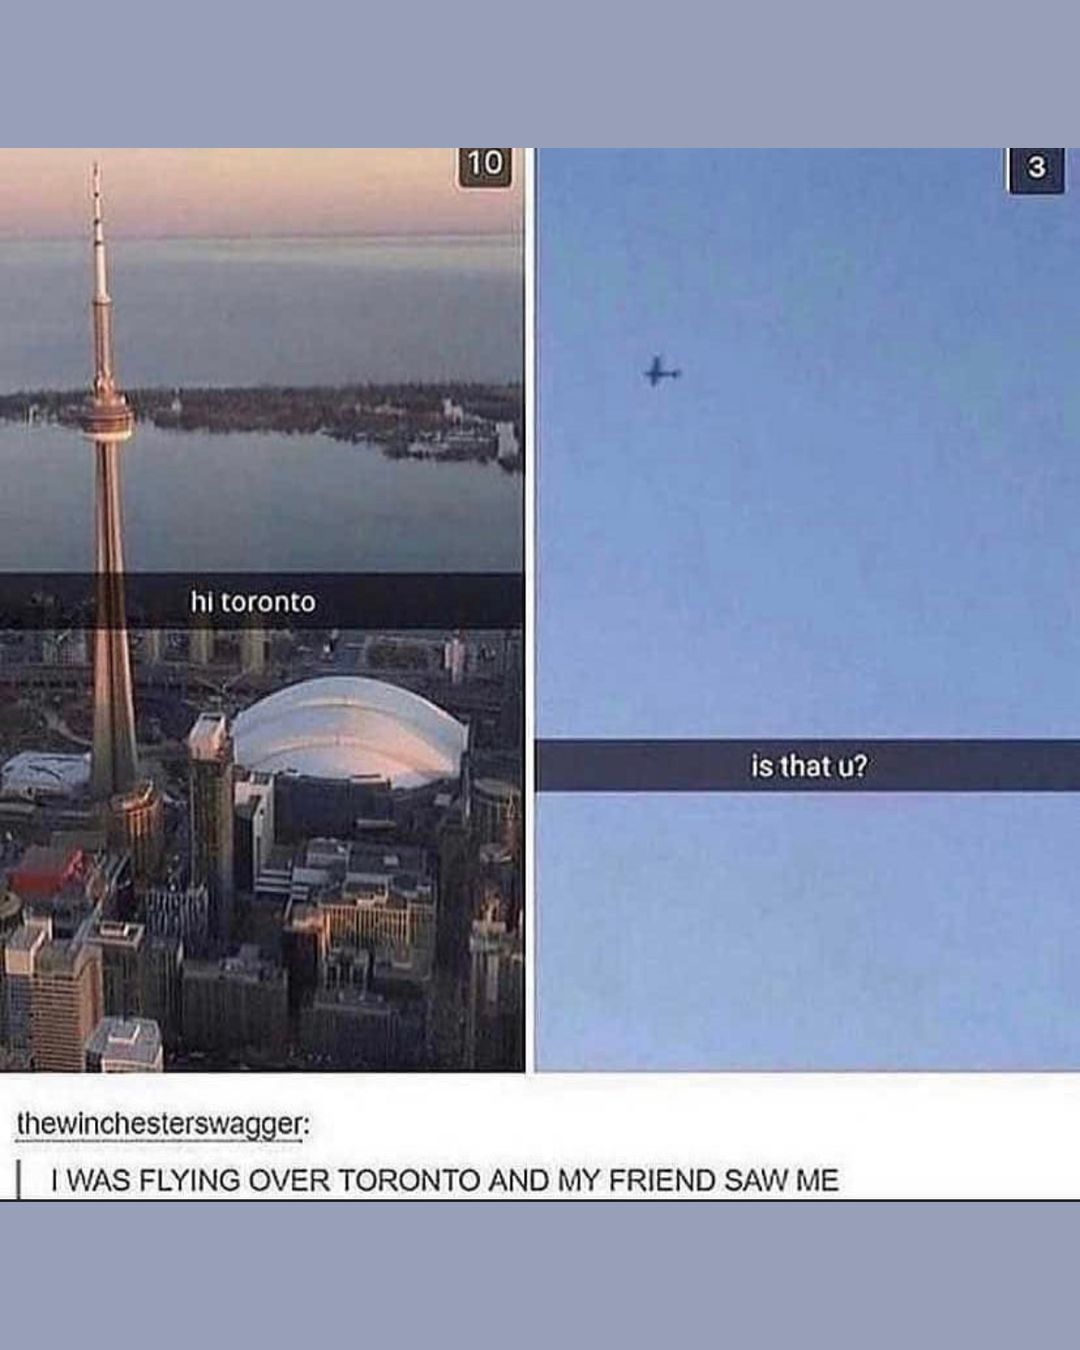 10
hi toronto
3
is that u?
thewinchesterswagger:
I WAS FLYING OVER TORONTO AND MY FRIEND SAW ME